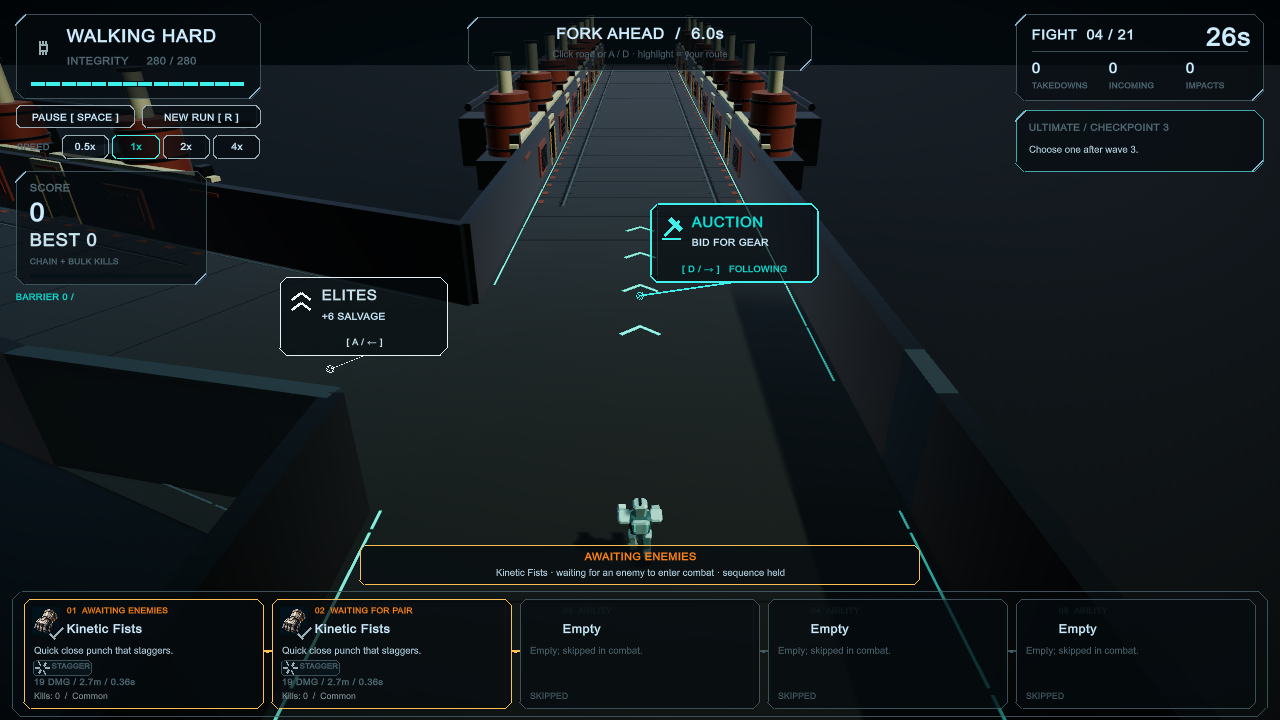 WALKING HARD
INTEGRITY 280 / 280
PAUSE [ SPACE ]
NEW RUN [ R ]
SPEED
0.5x
1x
2x
4x
SCORE
0
BEST 0
CHAIN + BULK KILLS
BARRIER 0 /
FORK AHEAD / 6.0s
Click road or A / D · highlight = your route
FIGHT 04 / 21
26s
0
0
0
TAKEDOWNS
INCOMING
IMPACTS
ULTIMATE / CHECKPOINT 3
Choose one after wave 3.
AUCTION
BID FOR GEAR
[ D / → ] FOLLOWING
ELITES
+6 SALVAGE
[ A / ← ]
AWAITING ENEMIES
Kinetic Fists · waiting for an enemy to enter combat · sequence held
01 AWAITING ENEMIES
Kinetic Fists
Quick close punch that staggers.
STAGGER
19 DMG / 2.7m / 0.36s
Kills: 0 / Common
02 WAITING FOR PAIR
Kinetic Fists
Quick close punch that staggers.
STAGGER
19 DMG / 2.7m / 0.36s
Kills: 0 / Common
03 ABILITY
Empty
Empty; skipped in combat.
SKIPPED
04 ABILITY
Empty
Empty; skipped in combat.
SKIPPED
05 ABILITY
Empty
Empty; skipped in combat.
SKIPPED